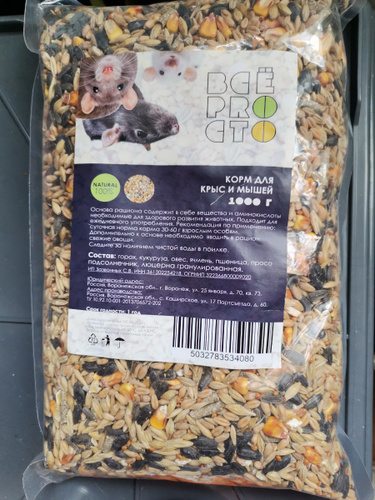 ВСЁ
PRO
СТО
КОРМ ДЛЯ
КРЫС И МЫШЕЙ
1000 г
NATURAL
100%
Основа рациона содержит в себе вещества и аминокислоты
необходимые для здорового развития животных. Подходит для
ежедневного употребления. Рекомендация по применению:
суточная норма корма 30-60 г взрослым особям.
Дополнительно к основе необходимо вводить в рацион
свежие овощи.
Следите за наличием чистой воды в поилке.
Состав: горох, кукуруза, овес, ячмень, пшеница, просо
подсолнечник, люцерна гранулированная.
Юридический адрес:
Россия, Воронежская обл., г. Воронеж, ул. 25 января, д. 70, кв. 73.
Адрес производства:
Россия, Воронежская обл., с. Каширское, ул. 17 Партсъезда, д. 60.
Срок годности: 1 год
5032783534080